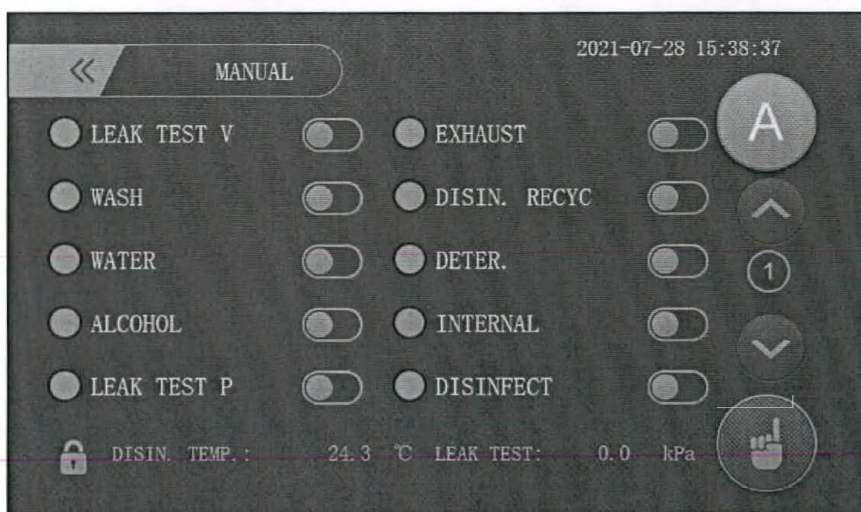 2021-07-28 15:38:37
« MANUAL
LEAK TEST V EXHAUST A
WASH DISIN. RECYC
WATER DETER. 1
ALCOHOL INTERNAL
LEAK TEST P DISINFECT
DISIN. TEMP.: 24.3 ℃ LEAK TEST: 0.0 kPa